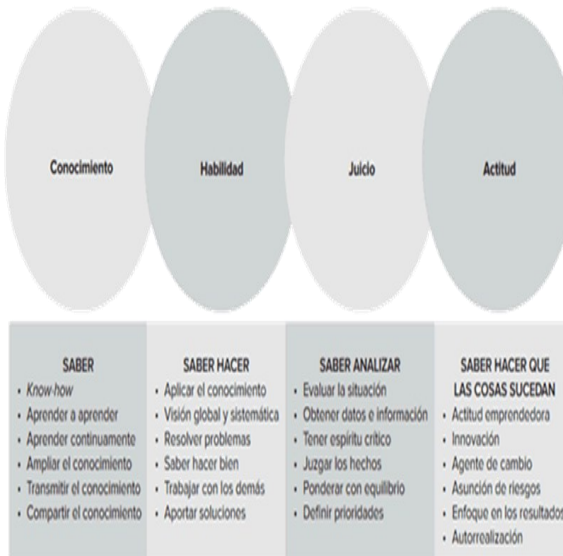 Conocimiento
Habilidad
Juicio
Actitud
SABER
• Know-how
• Aprender a aprender
• Aprender continuamente
• Ampliar el conocimiento
• Transmitir el conocimiento
• Compartir el conocimiento
SABER HACER
• Aplicar el conocimiento
• Visión global y sistemática
• Resolver problemas
• Saber hacer bien
• Trabajar con los demás
• Aportar soluciones
SABER ANALIZAR
• Evaluar la situación
• Obtener datos e información
• Tener espíritu crítico
• Juzgar los hechos
• Ponderar con equilibrio
• Definir prioridades
SABER HACER QUE
LAS COSAS SUCEDAN
• Actitud emprendedora
• Innovación
• Agente de cambio
• Asunción de riesgos
• Enfoque en los resultados
• Autorrealización